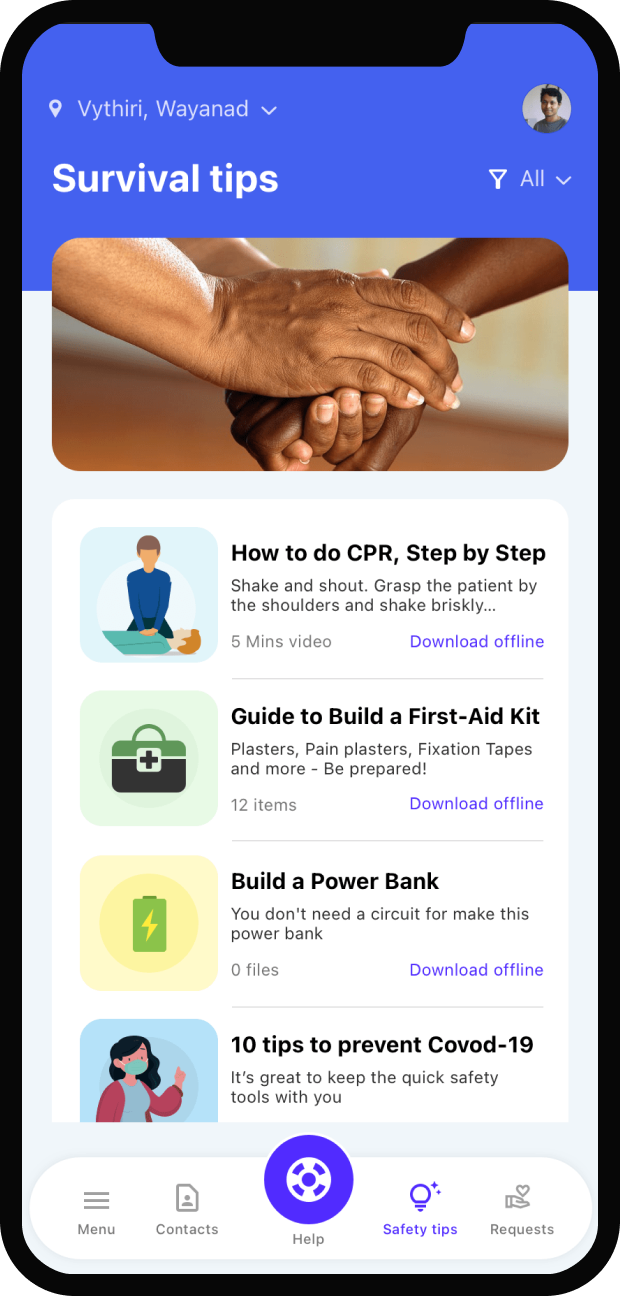 Vythiri, Wayanad
Survival tips
All
How to do CPR, Step by Step
Shake and shout. Grasp the patient by
the shoulders and shake briskly...
5 Mins video
Download offline
Guide to Build a First-Aid Kit
Plasters, Pain plasters, Fixation Tapes
and more - Be prepared!
12 items
Download offline
Build a Power Bank
You don't need a circuit for make this
power bank
0 files
Download offline
10 tips to prevent Covod-19
It’s great to keep the quick safety
tools with you
Menu
Contacts
Help
Safety tips
Requests